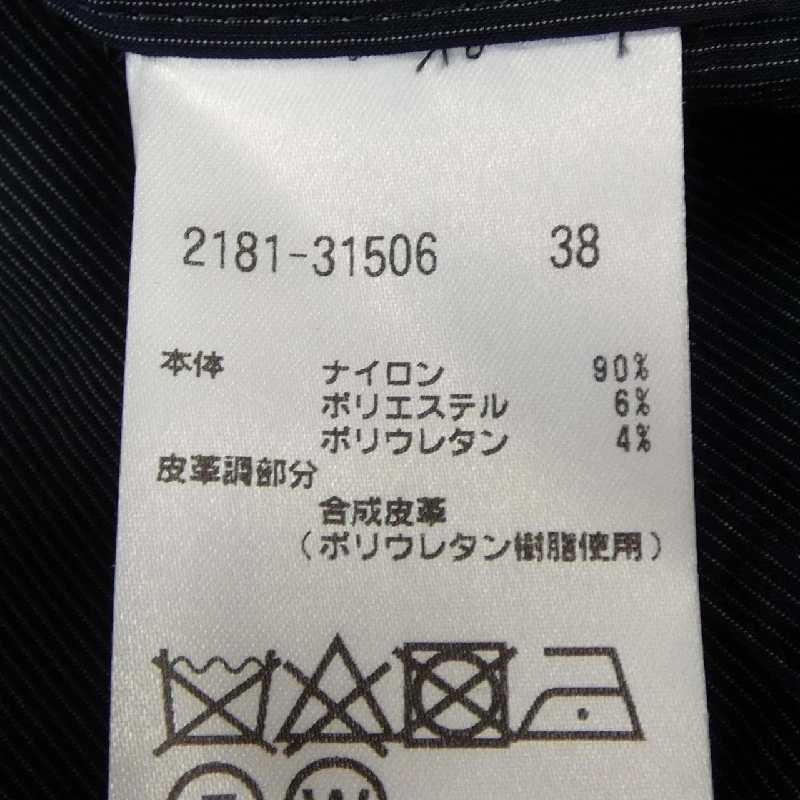 2181-31506 38
本体 ナイロン 90%
ポリエステル 6%
ポリウレタン 4%
皮革調部分
合成皮革
(ポリウレタン樹脂使用)
W